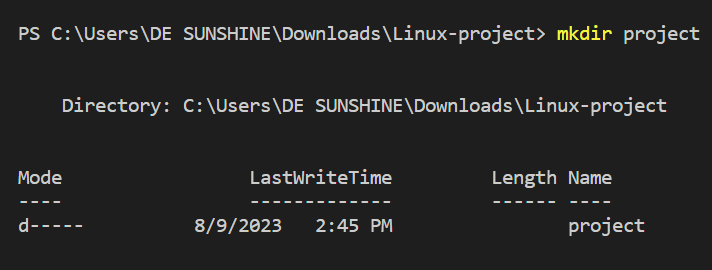 PS C:\Users\DE SUNSHINE\Downloads\Linux-project> mkdir project
Directory: C:\Users\DE SUNSHINE\Downloads\Linux-project
Mode LastWriteTime Length Name
---- ------------- ------ ----
d----- 8/9/2023 2:45 PM project